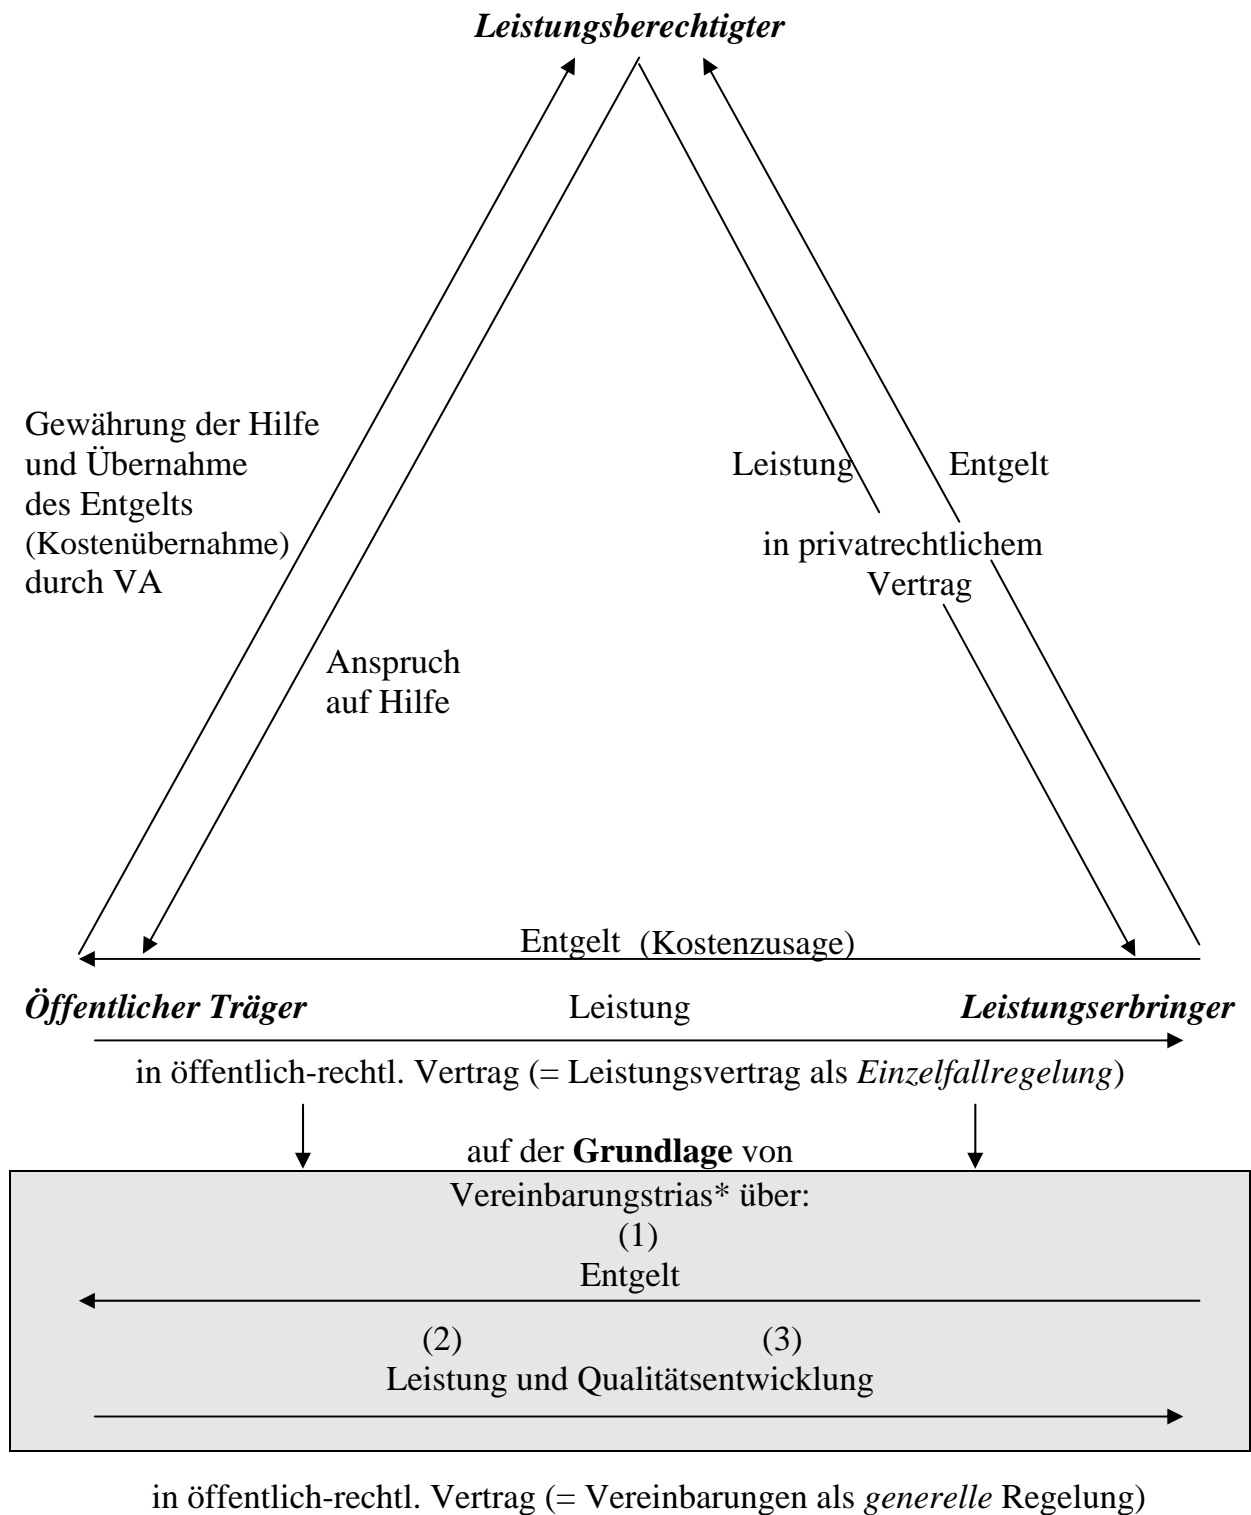 Leistungsberechtigter
Gewährung der Hilfe
und Übernahme
des Entgelts
(Kostenübernahme)
durch VA
Leistung
Entgelt
in privatrechtlichem
Vertrag
Anspruch
auf Hilfe
Entgelt (Kostenzusage)
Öffentlicher Träger
Leistung
Leistungserbringer
in öffentlich-rechtl. Vertrag (= Leistungsvertrag als Einzelfallregelung)
auf der Grundlage von
Vereinbarungstrias* über:
(1)
Entgelt
(2) (3)
Leistung und Qualitätsentwicklung
in öffentlich-rechtl. Vertrag (= Vereinbarungen als generelle Regelung)